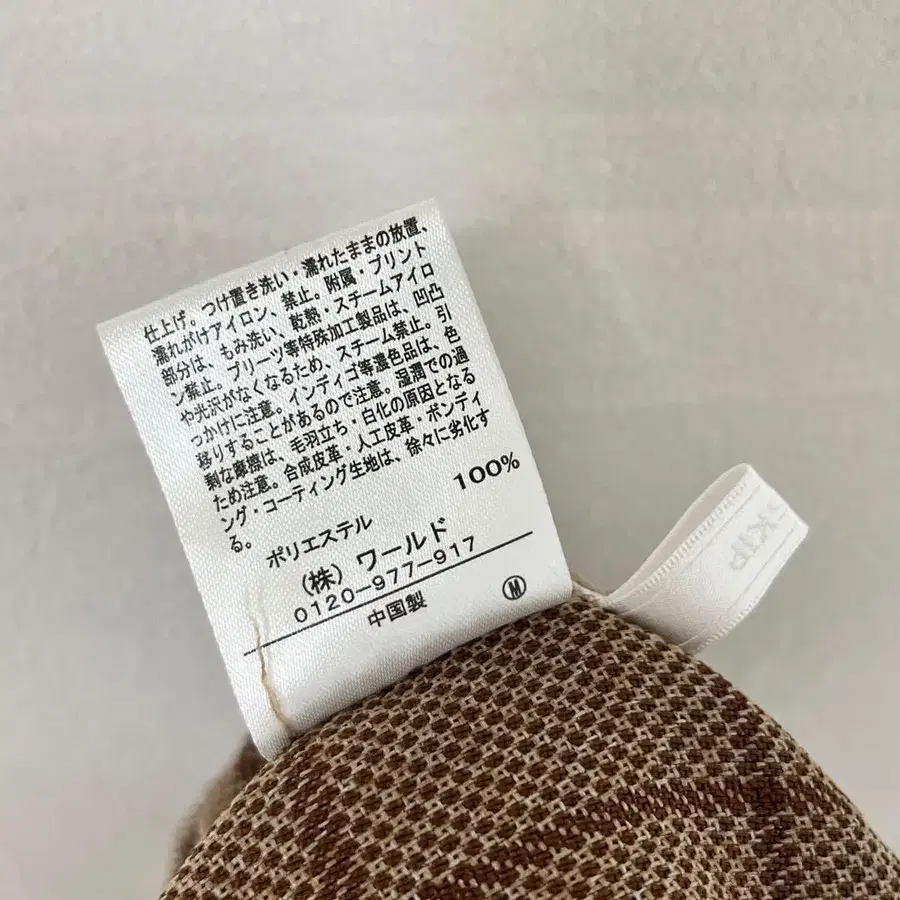 仕上げ。つけ置き洗い・濡れたままの放置、
濡れがけアイロン、禁止。附属・プリント
部分は、もみ洗い、乾熱・スチームアイロ
ン禁止。プリーツ等特殊加工製品は、凹凸
や光沢がなくなるため、スチーム禁止。引
っかけに注意。インディゴ等濃色品は、色
移りすることがあるので注意。湿潤での過
剰な摩擦は、毛羽立ち・白化の原因となる
ため注意。合成皮革・人工皮革・ボンディ
ング・コーティング生地は、徐々に劣化す
る。
ポリエステル 100%
(株) ワールド
0120-977-917
中国製 M